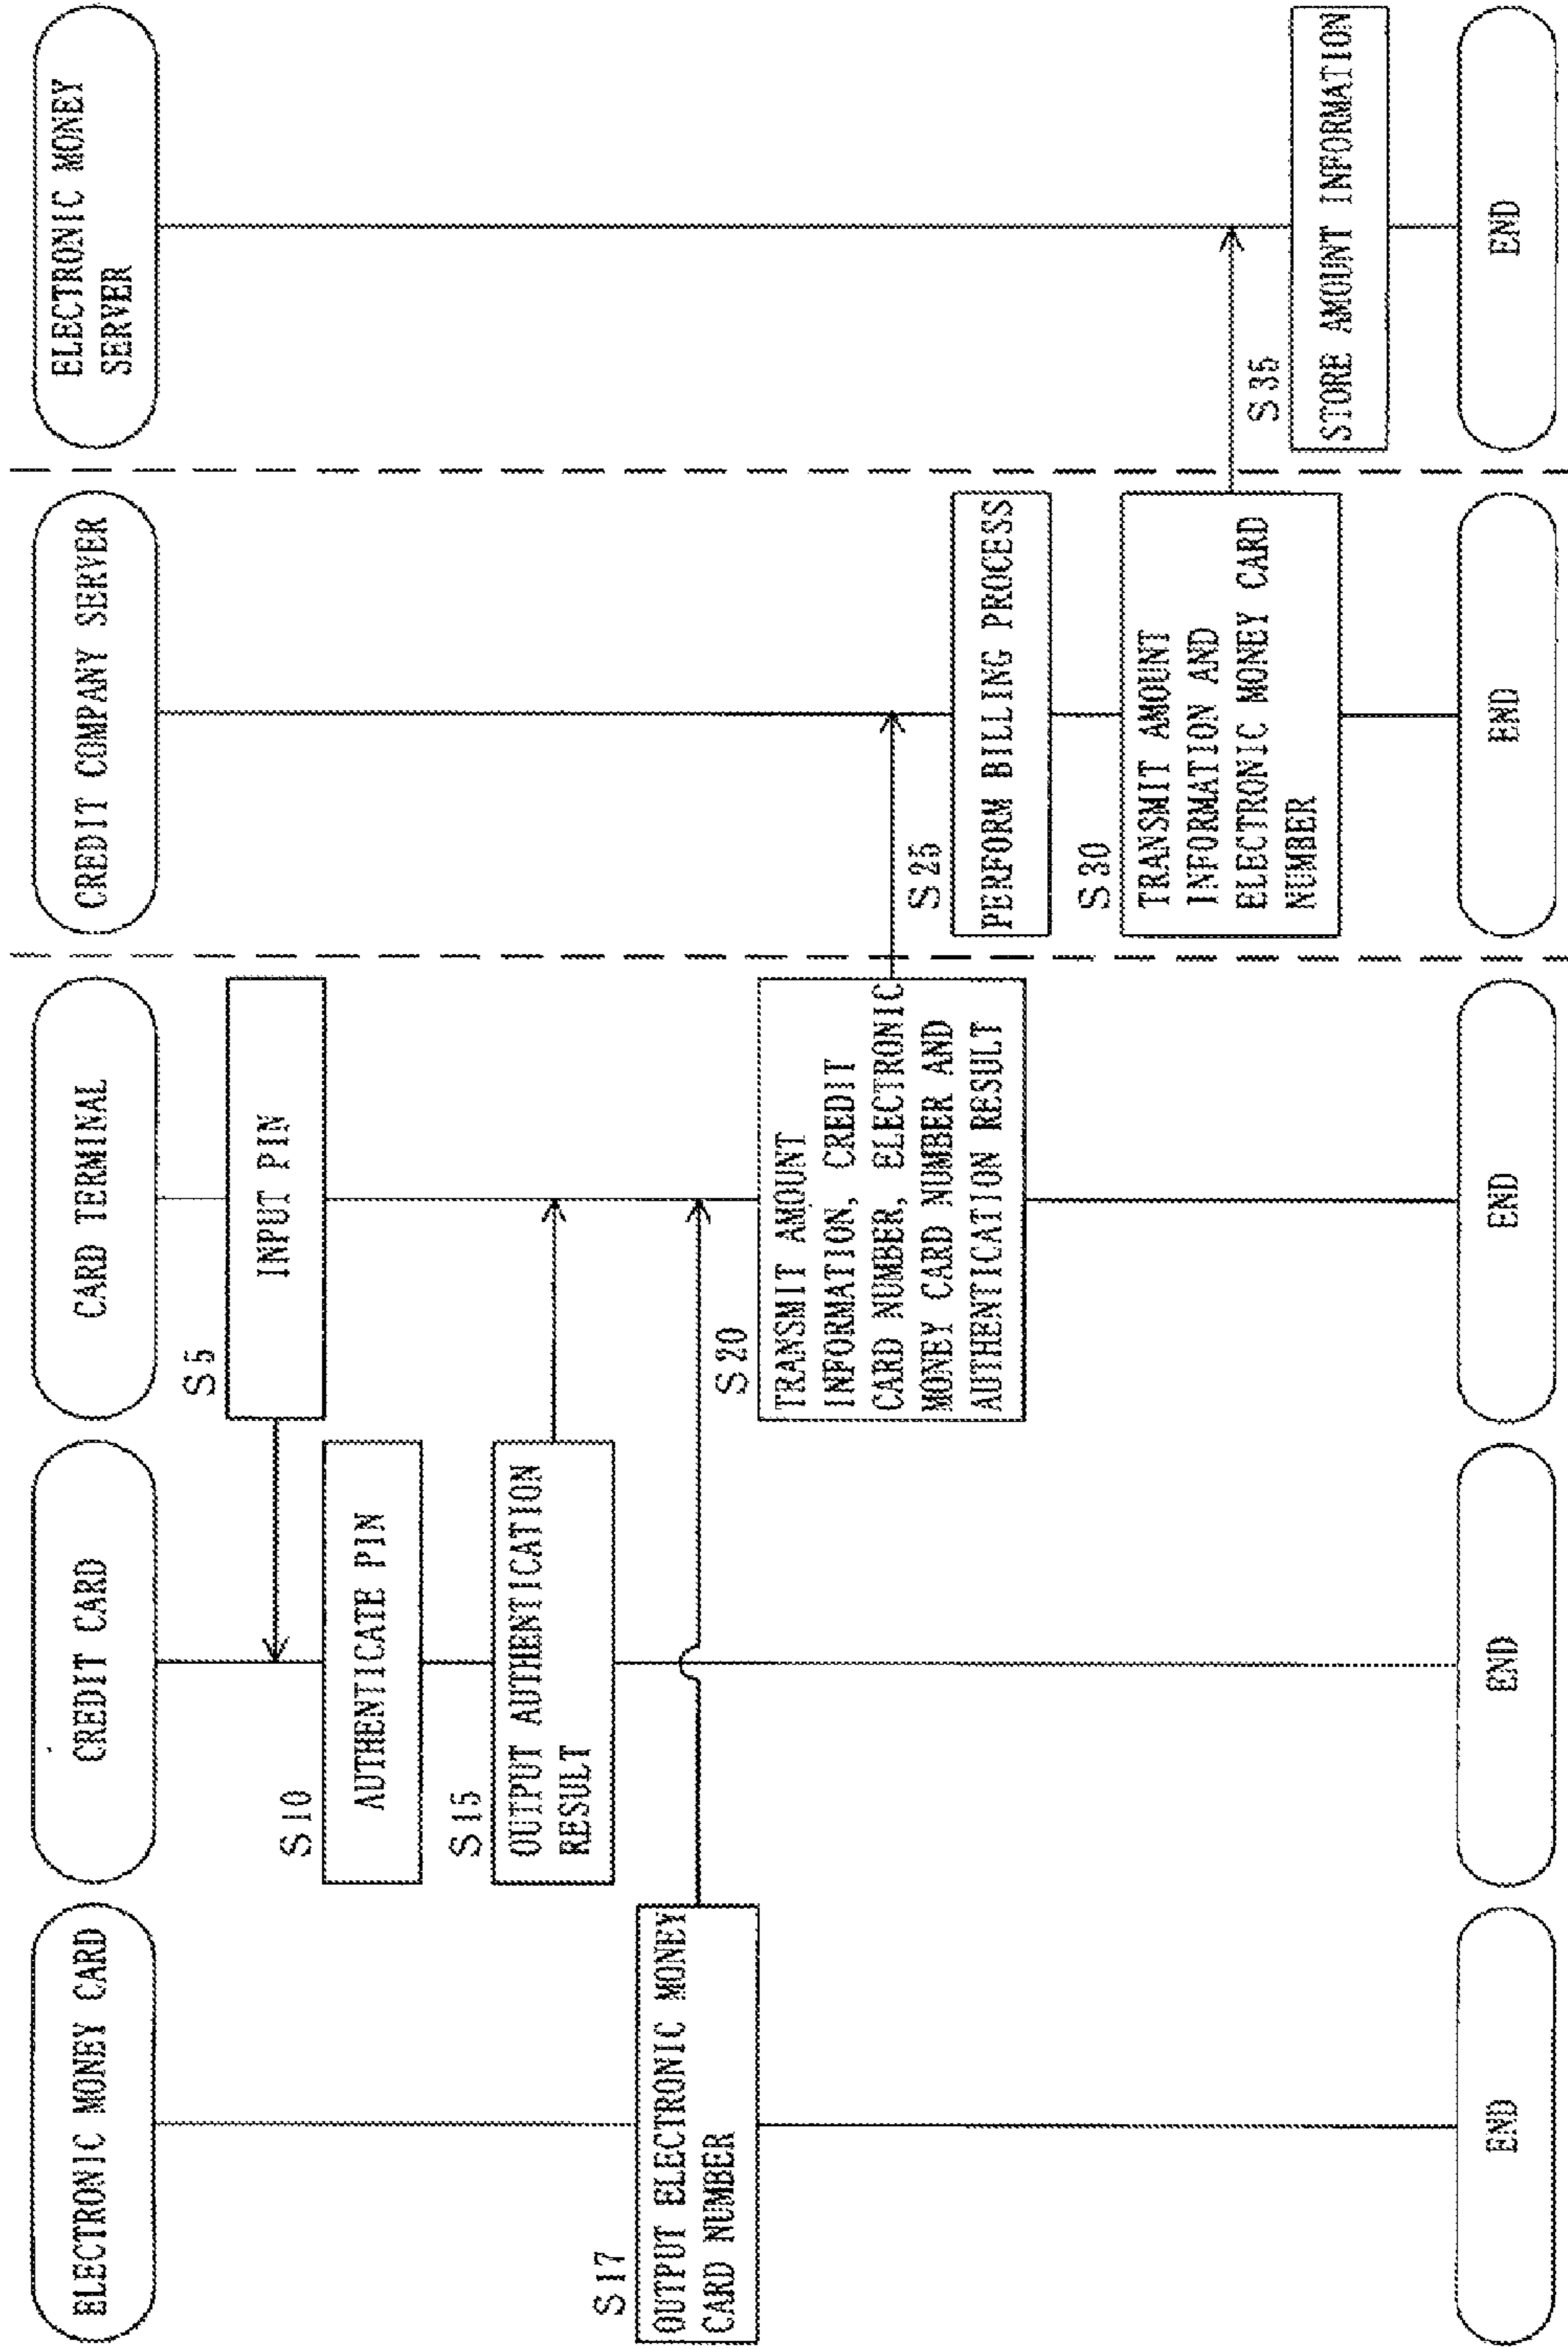 ELECTRONIC MONEY CARD
CREDIT CARD
CARD TERMINAL
CREDIT COMPANY SERVER
ELECTRONIC MONEY
SERVER
S5
INPUT PIN
S10
AUTHENTICATE PIN
S15
OUTPUT AUTHENTICATION
RESULT
S17
OUTPUT ELECTRONIC MONEY
CARD NUMBER
S20
TRANSMIT AMOUNT
INFORMATION, CREDIT
CARD NUMBER, ELECTRONIC
MONEY CARD NUMBER AND
AUTHENTICATION RESULT
S25
PERFORM BILLING PROCESS
S30
TRANSMIT AMOUNT
INFORMATION AND
ELECTRONIC MONEY CARD
NUMBER
S35
STORE AMOUNT INFORMATION
END
END
END
END
END